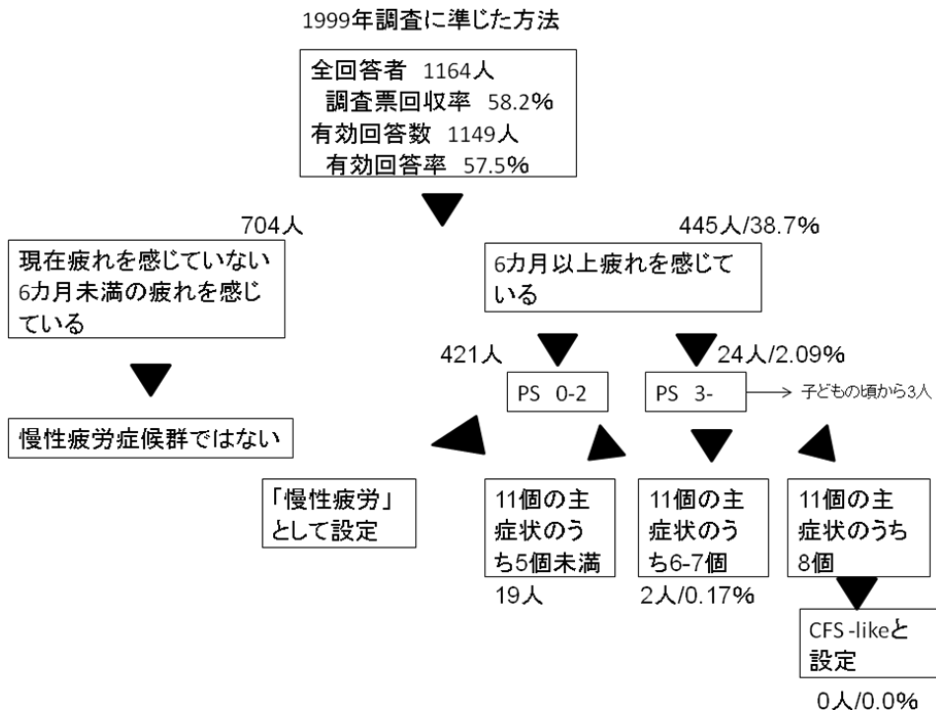 1999年調査に準じた方法
全回答者 1164人
調査票回収率 58.2%
有効回答数 1149人
有効回答率 57.5%
704人
445人/38.7%
現在疲れを感じていない
6カ月未満の疲れを感じ
ている
6カ月以上疲れを感じて
いる
421人
24人/2.09%
PS 0-2
PS 3-
子どもの頃から3人
慢性疲労症候群ではない
「慢性疲労」
として設定
11個の主
症状のう
ち5個未満
11個の主
症状のう
ち6-7個
11個の主
症状のうち
8個
19人
2人/0.17%
CFS-likeと
設定
0人/0.0%